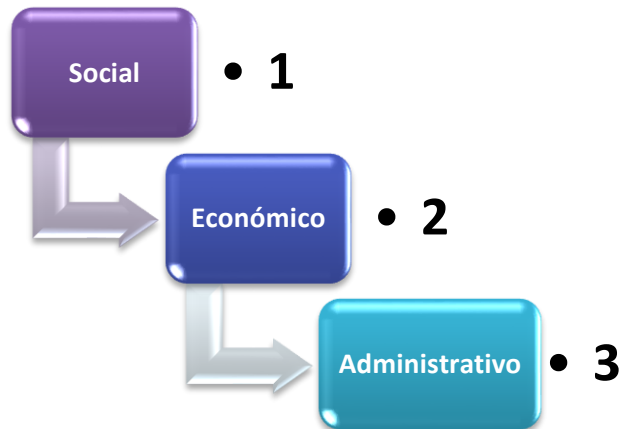 Social
• 1
Económico
• 2
Administrativo
• 3